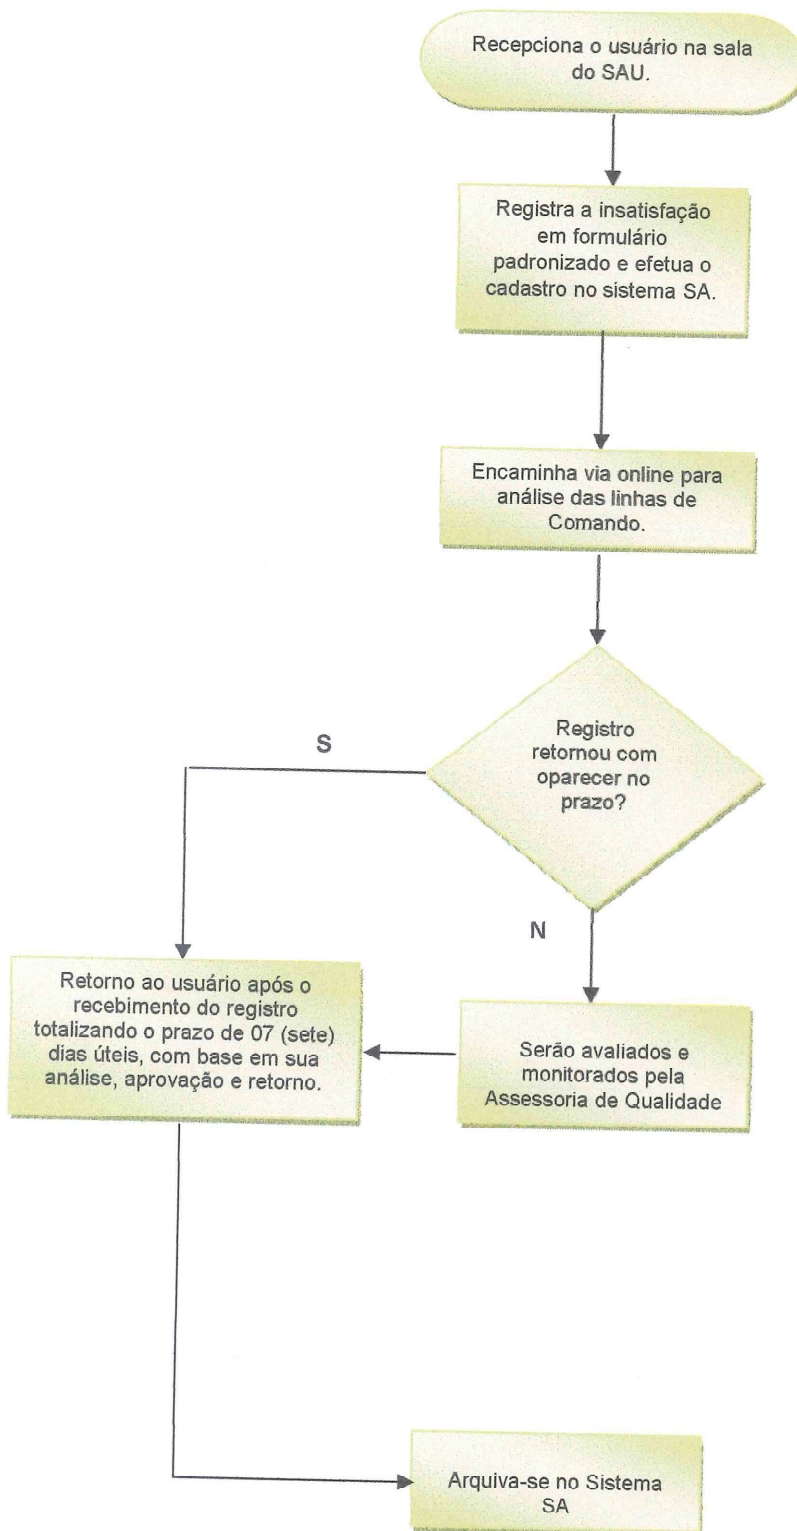 Recepciona o usuário na sala
do SAU.
Registra a insatisfação
em formulário
padronizado e efetua o
cadastro no sistema SA.
Encaminha via online para
análise das linhas de
Comando.
Registro
retornou com
oparecer no
prazo?
S
N
Retorno ao usuário após o
recebimento do registro
totalizando o prazo de 07 (sete)
dias úteis, com base em sua
análise, aprovação e retorno.
Serão avaliados e
monitorados pela
Assessoria de Qualidade
Arquiva-se no Sistema
SA